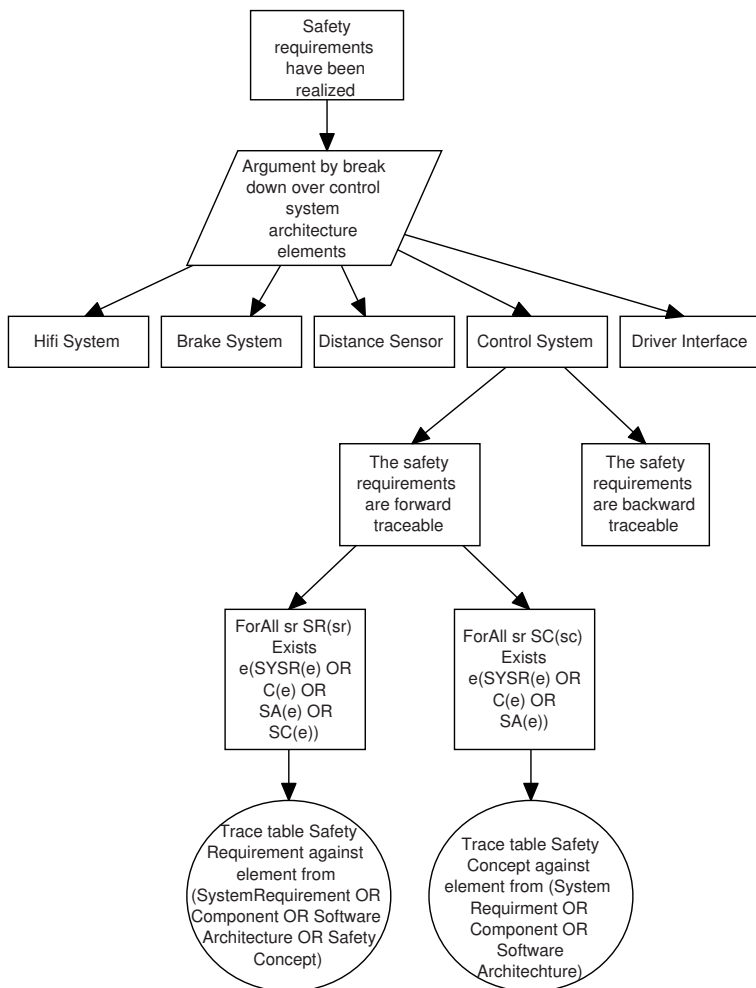 Safety
requirements
have been
realized
Argument by break
down over control
system
architecture
elements
Hifi System
Brake System
Distance Sensor
Control System
Driver Interface
The safety
requirements
are forward
traceable
The safety
requirements
are backward
traceable
ForAll sr SR(sr)
Exists
e(SYSR(e) OR
C(e) OR
SA(e) OR
SC(e))
ForAll sr SC(sc)
Exists
e(SYSR(e) OR
C(e) OR
SA(e))
Trace table Safety
Requirement against
element from
(SystemRequirement OR
Component OR Software
Architecture OR Safety
Concept)
Trace table Safety
Concept against
element from (System
Requirment OR
Component OR
Software
Architechture)